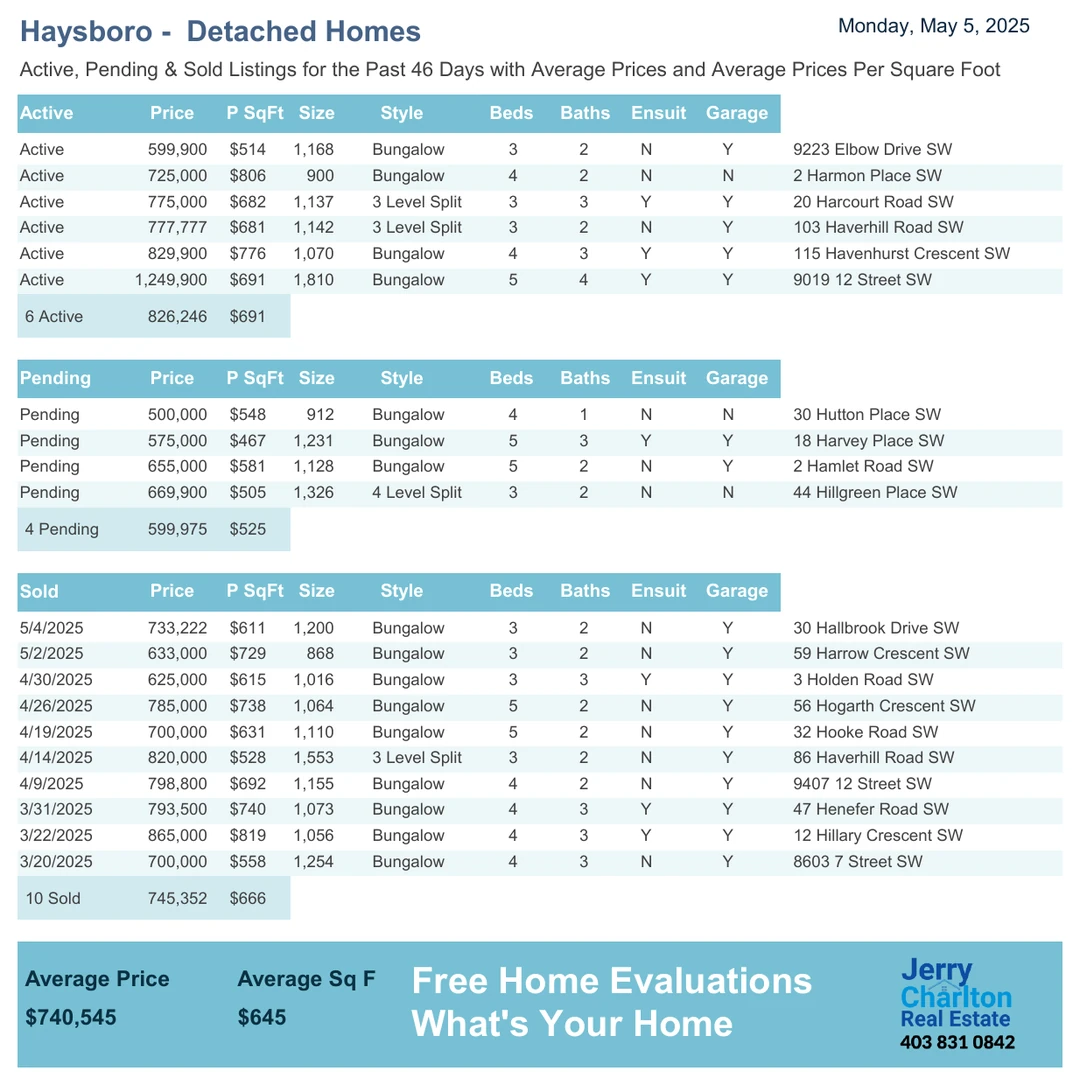 Haysboro -  Detached Homes
Monday, May 5, 2025
Active, Pending & Sold Listings for the Past 46 Days with Average Prices and Average Prices Per Square Foot
Active Price P SqFt Size Style Beds Baths Ensuit Garage
Active 599,900 $514 1,168 Bungalow 3 2 N Y 9223 Elbow Drive SW
Active 725,000 $806 900 Bungalow 4 2 N N 2 Harmon Place SW
Active 775,000 $682 1,137 3 Level Split 3 3 Y Y 20 Harcourt Road SW
Active 777,777 $681 1,142 3 Level Split 3 2 N Y 103 Haverhill Road SW
Active 829,900 $776 1,070 Bungalow 4 3 Y Y 115 Havenhurst Crescent SW
Active 1,249,900 $691 1,810 Bungalow 5 4 Y Y 9019 12 Street SW
6 Active 826,246 $691
Pending Price P SqFt Size Style Beds Baths Ensuit Garage
Pending 500,000 $548 912 Bungalow 4 1 N N 30 Hutton Place SW
Pending 575,000 $467 1,231 Bungalow 5 3 Y Y 18 Harvey Place SW
Pending 655,000 $581 1,128 Bungalow 5 2 N Y 2 Hamlet Road SW
Pending 669,900 $505 1,326 4 Level Split 3 2 N N 44 Hillgreen Place SW
4 Pending 599,975 $525
Sold Price P SqFt Size Style Beds Baths Ensuit Garage
5/4/2025 733,222 $611 1,200 Bungalow 3 2 N Y 30 Hallbrook Drive SW
5/2/2025 633,000 $729 868 Bungalow 3 2 N Y 59 Harrow Crescent SW
4/30/2025 625,000 $615 1,016 Bungalow 3 3 Y Y 3 Holden Road SW
4/26/2025 785,000 $738 1,064 Bungalow 5 2 N Y 56 Hogarth Crescent SW
4/19/2025 700,000 $631 1,110 Bungalow 5 2 N Y 32 Hooke Road SW
4/14/2025 820,000 $528 1,553 3 Level Split 3 2 N Y 86 Haverhill Road SW
4/9/2025 798,800 $692 1,155 Bungalow 4 2 N Y 9407 12 Street SW
3/31/2025 793,500 $740 1,073 Bungalow 4 3 Y Y 47 Henefer Road SW
3/22/2025 865,000 $819 1,056 Bungalow 4 3 Y Y 12 Hillary Crescent SW
3/20/2025 700,000 $558 1,254 Bungalow 4 3 N Y 8603 7 Street SW
10 Sold 745,352 $666
Average Price Average Sq F
$740,545 $645
Free Home Evaluations
What's Your Home
Jerry
Charlton
Real Estate
403 831 0842